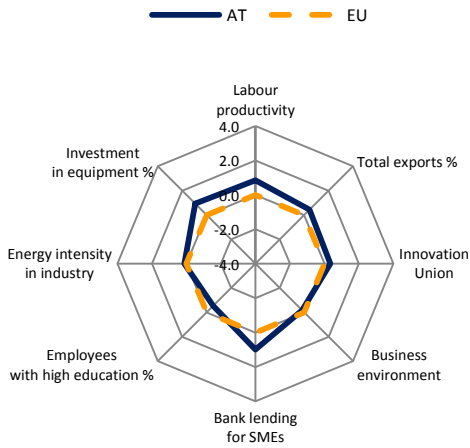 AT EU
Labour
productivity
4.0
Investment
in equipment %
Total exports %
2.0
0.0
Energy intensity
in industry
-2.0
-4.0
Innovation
Union
Employees
with high education %
Business
environment
Bank lending
for SMEs